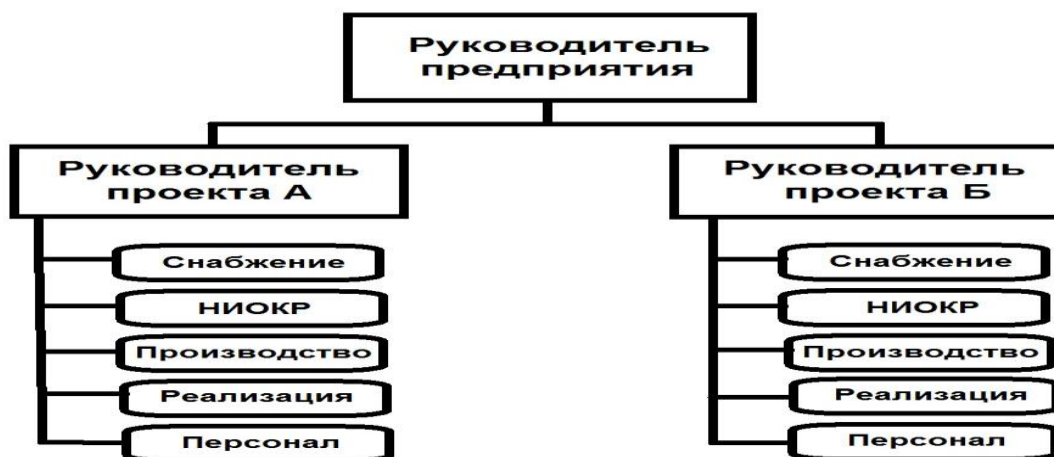 Руководитель
предприятия
Руководитель
проекта А
Снабжение
НИОКР
Производство
Реализация
Персонал
Руководитель
проекта Б
Снабжение
НИОКР
Производство
Реализация
Персонал